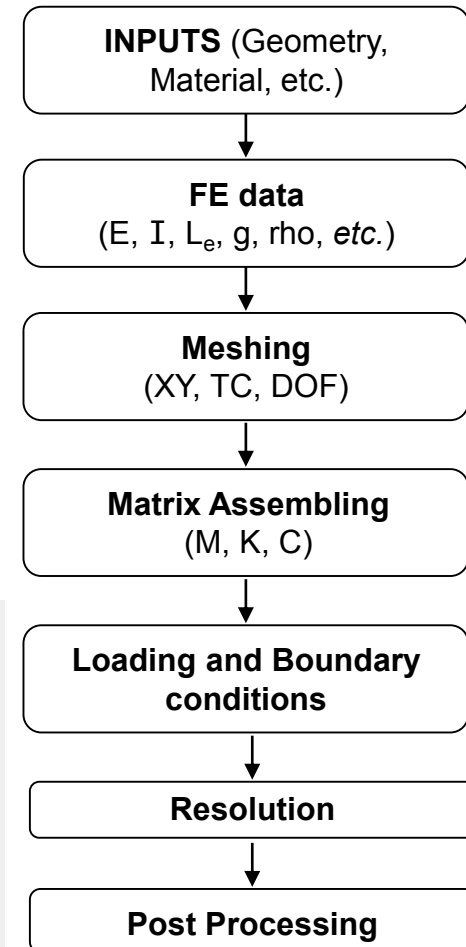 INPUTS (Geometry,
Material, etc.)
FE data
(E, I, Lₑ, g, rho, etc.)
Meshing
(XY, TC, DOF)
Matrix Assembling
(M, K, C)
Loading and Boundary
conditions
Resolution
Post Processing